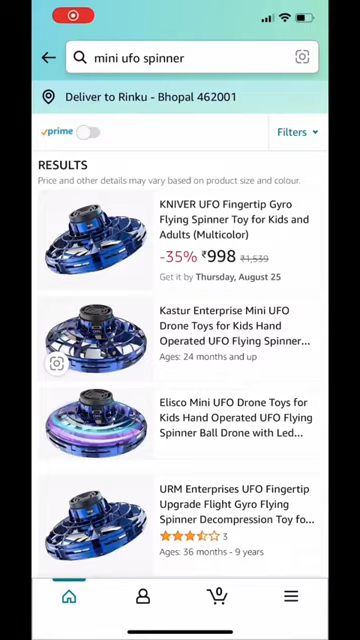 mini ufo spinner
Deliver to Rinku - Bhopal 462001
prime
Filters
RESULTS
Price and other details may vary based on product size and colour.
KNIVER UFO Fingertip Gyro
Flying Spinner Toy for Kids and
Adults (Multicolor)
-35% ₹998 ₹1,539
Get it by Thursday, August 25
Kastur Enterprise Mini UFO
Drone Toys for Kids Hand
Operated UFO Flying Spinner...
Ages: 24 months and up
Elisco Mini UFO Drone Toys for
Kids Hand Operated UFO Flying
Spinner Ball Drone with Led...
URM Enterprises UFO Fingertip
Upgrade Flight Gyro Flying
Spinner Decompression Toy fo...
3
Ages: 36 months - 9 years
0